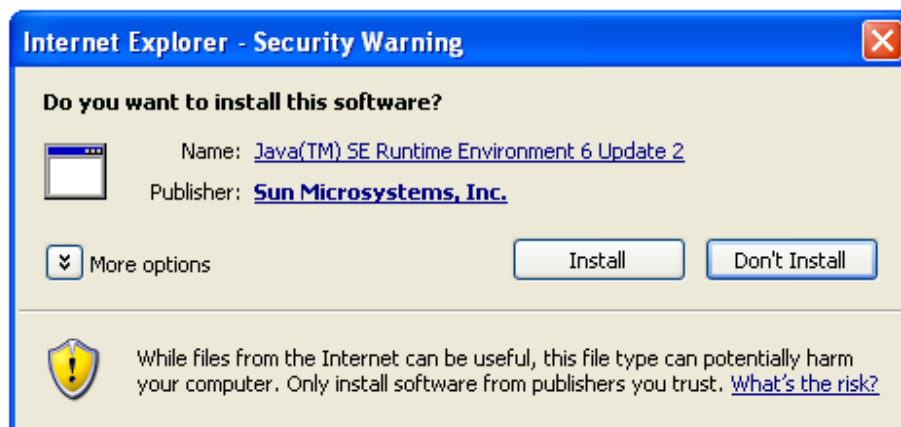 Internet Explorer - Security Warning
Do you want to install this software?
Name: Java(TM) SE Runtime Environment 6 Update 2
Publisher: Sun Microsystems, Inc.
More options
Install
Don't Install
While files from the Internet can be useful, this file type can potentially harm
your computer. Only install software from publishers you trust. What's the risk?